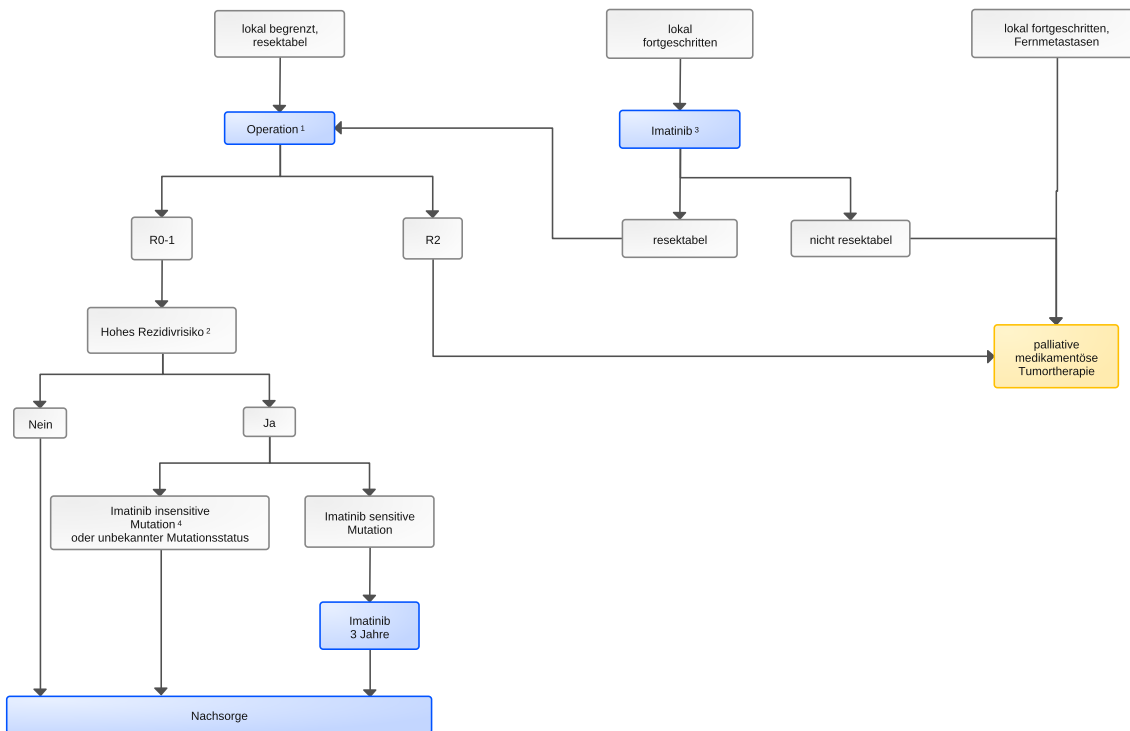 lokal begrenzt,
resektabel
lokal
fortgeschritten
lokal fortgeschritten,
Fernmetastasen
Operation 1
Imatinib 3
R0-1
R2
resektabel
nicht resektabel
Hohes Rezidivrisiko 2
palliative
medikamentöse
Tumortherapie
Nein
Ja
Imatinib insensitive
Mutation 4
oder unbekannter Mutationsstatus
Imatinib sensitive
Mutation
Imatinib
3 Jahre
Nachsorge